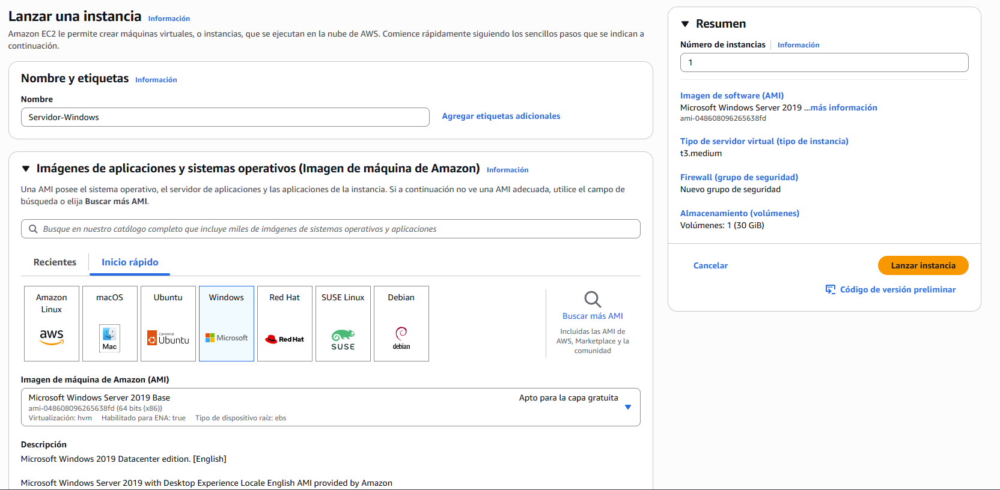 Lanzar una instancia Información
Amazon EC2 le permite crear máquinas virtuales, o instancias, que se ejecutan en la nube de AWS. Comience rápidamente siguiendo los sencillos pasos que se indican a
continuación.
Nombre y etiquetas Información
Nombre
Servidor-Windows
Agregar etiquetas adicionales
Imágenes de aplicaciones y sistemas operativos (Imagen de máquina de Amazon) Información
Una AMI posee el sistema operativo, el servidor de aplicaciones y las aplicaciones de la instancia. Si a continuación no ve una AMI adecuada, utilice el campo de
búsqueda o elija Buscar más AMI.
Busque en nuestro catálogo completo que incluye miles de imágenes de sistemas operativos y aplicaciones
Recientes
Inicio rápido
Amazon
Linux
aws
macOS
Mac
Ubuntu
Canonical
Ubuntu
Windows
Microsoft
Red Hat
Red Hat
SUSE Linux
SUSE
Debian
debian
Buscar más AMI
Incluidas las AMI de
AWS, Marketplace y la
comunidad
Imagen de máquina de Amazon (AMI)
Microsoft Windows Server 2019 Base
Apto para la capa gratuita
ami-048608096265638fd (64 bits (x86))
Virtualización: hvm Habilitado para ENA: true Tipo de dispositivo raíz: ebs
Descripción
Microsoft Windows 2019 Datacenter edition. [English]
Microsoft Windows Server 2019 with Desktop Experience Locale English AMI provided by Amazon
Resumen
Número de instancias Información
1
Imagen de software (AMI)
Microsoft Windows Server 2019 ...más información
ami-048608096265638fd
Tipo de servidor virtual (tipo de instancia)
t3.medium
Firewall (grupo de seguridad)
Nuevo grupo de seguridad
Almacenamiento (volúmenes)
Volúmenes: 1 (30 GiB)
Cancelar
Lanzar instancia
Código de versión preliminar